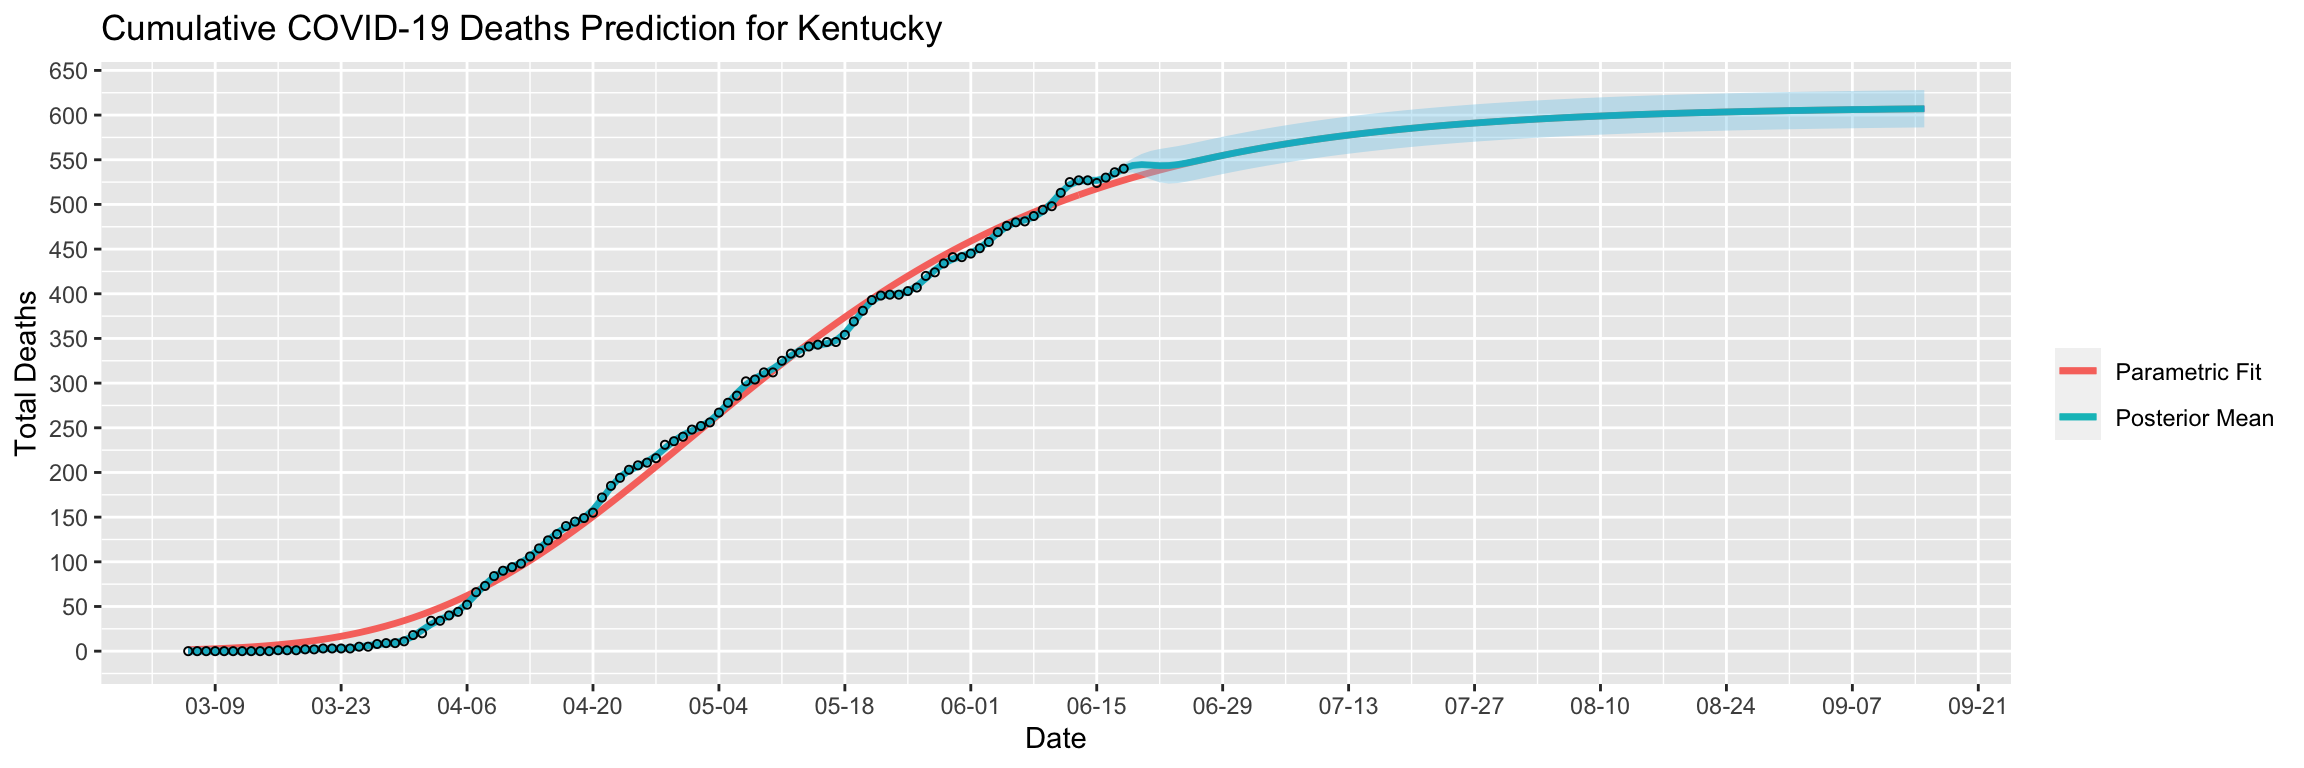 Cumulative COVID-19 Deaths Prediction for Kentucky
650
600
550
500
450
400
350
300
250
200
150
100
50
0
Total Deaths
03-09 03-23 04-06 04-20 05-04 05-18 06-01 06-15 06-29 07-13 07-27 08-10 08-24 09-07 09-21
Date
Parametric Fit
Posterior Mean